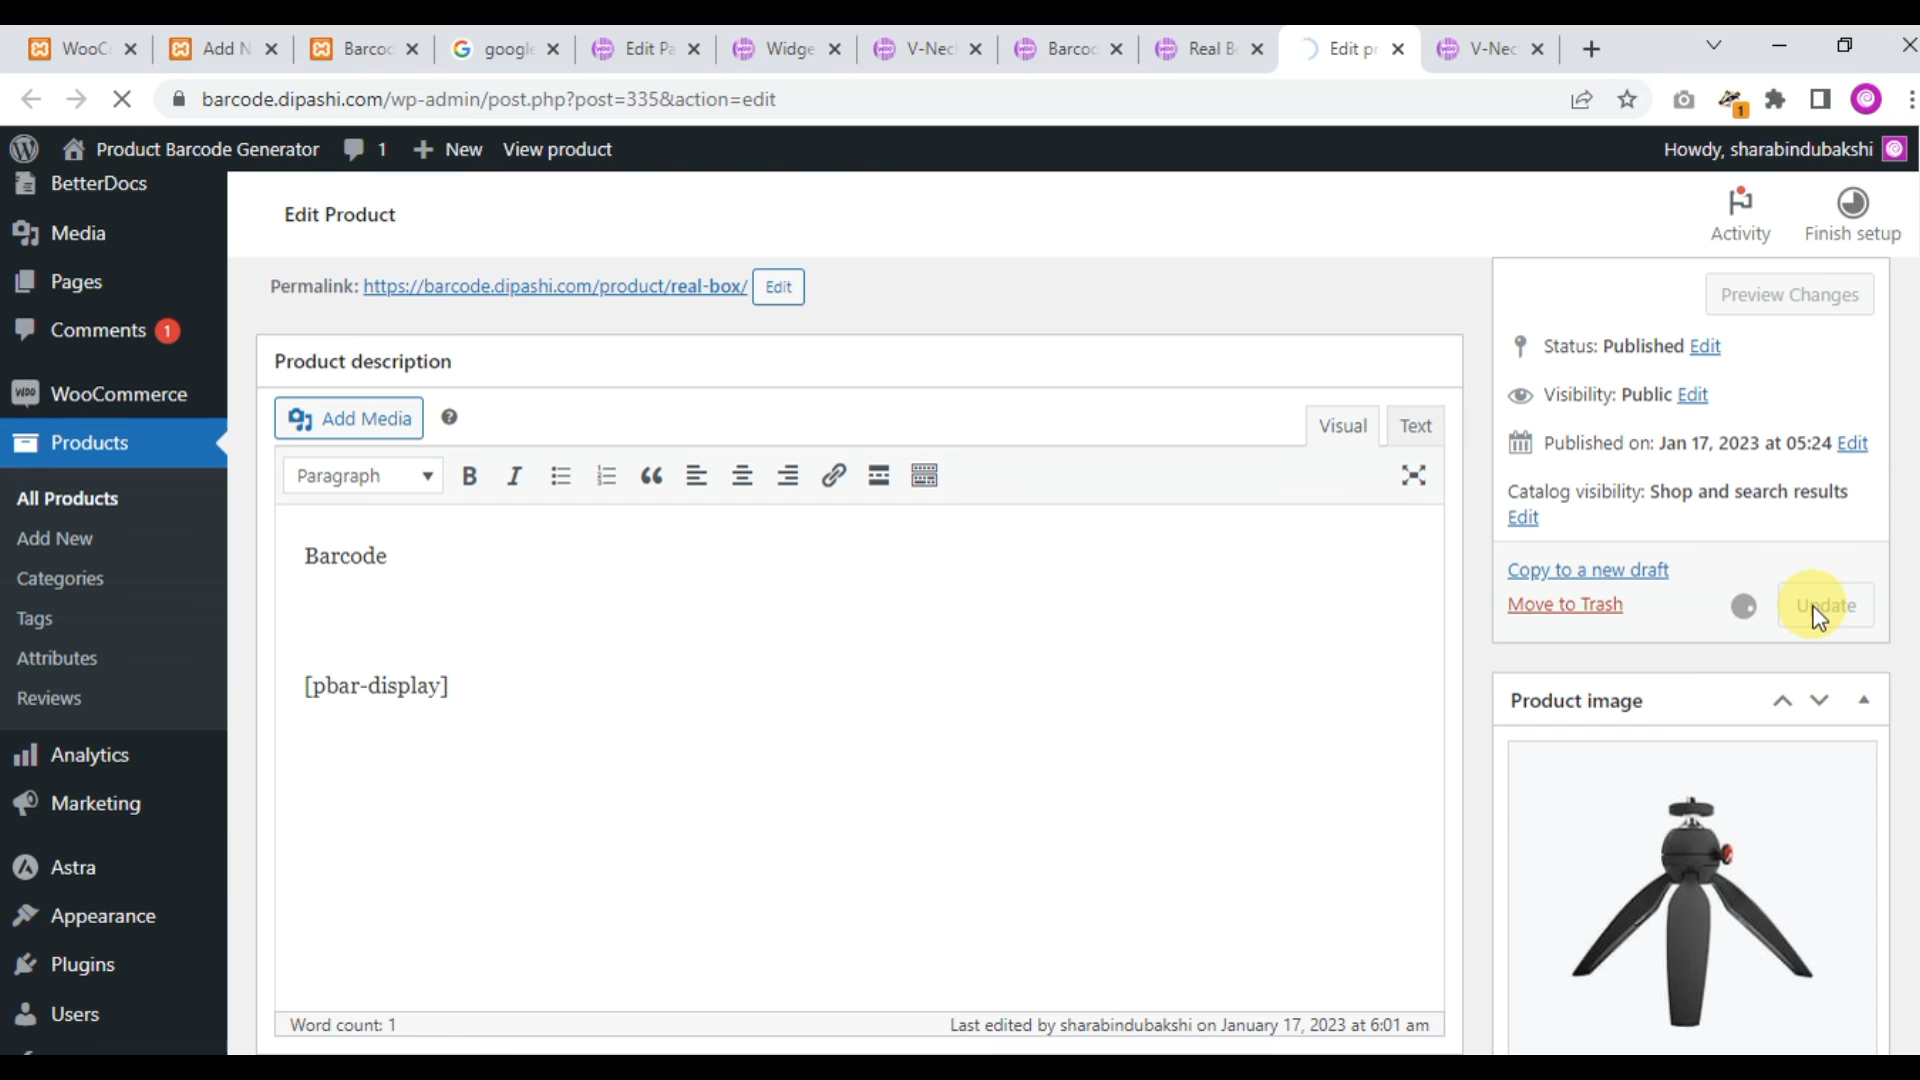 WooC
Add N
Barcod
google
Edit Pa
Widge
V-Nec
Barcod
Real B
Edit pr
V-Nec
barcode.dipashi.com/wp-admin/post.php?post=335&action=edit
1
Product Barcode Generator
1
New
View product
Howdy, sharabindubakshi
BetterDocs
Media
Pages
Comments 1
WooCommerce
Products
All Products
Add New
Categories
Tags
Attributes
Reviews
Analytics
Marketing
Astra
Appearance
Plugins
Users
Edit Product
Activity
Finish setup
Permalink: https://barcode.dipashi.com/product/real-box/ Edit
Product description
Add Media
Visual
Text
Paragraph
Barcode
[pbar-display]
Word count: 1
Last edited by sharabindubakshi on January 17, 2023 at 6:01 am
Preview Changes
Status: Published Edit
Visibility: Public Edit
Published on: Jan 17, 2023 at 05:24 Edit
Catalog visibility: Shop and search results
Edit
Copy to a new draft
Move to Trash
Update
Product image